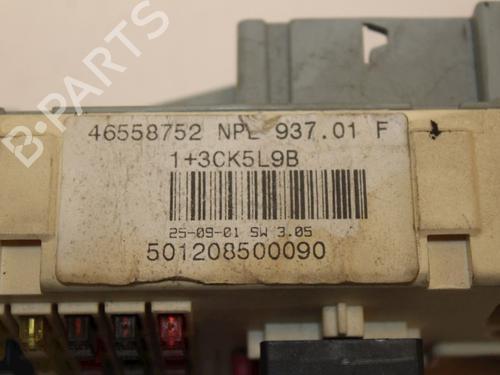 B-PARTS
46558752 NPL 937.01 F
1+3CK5L9B
25-09-01 SW 3.05
501208500090